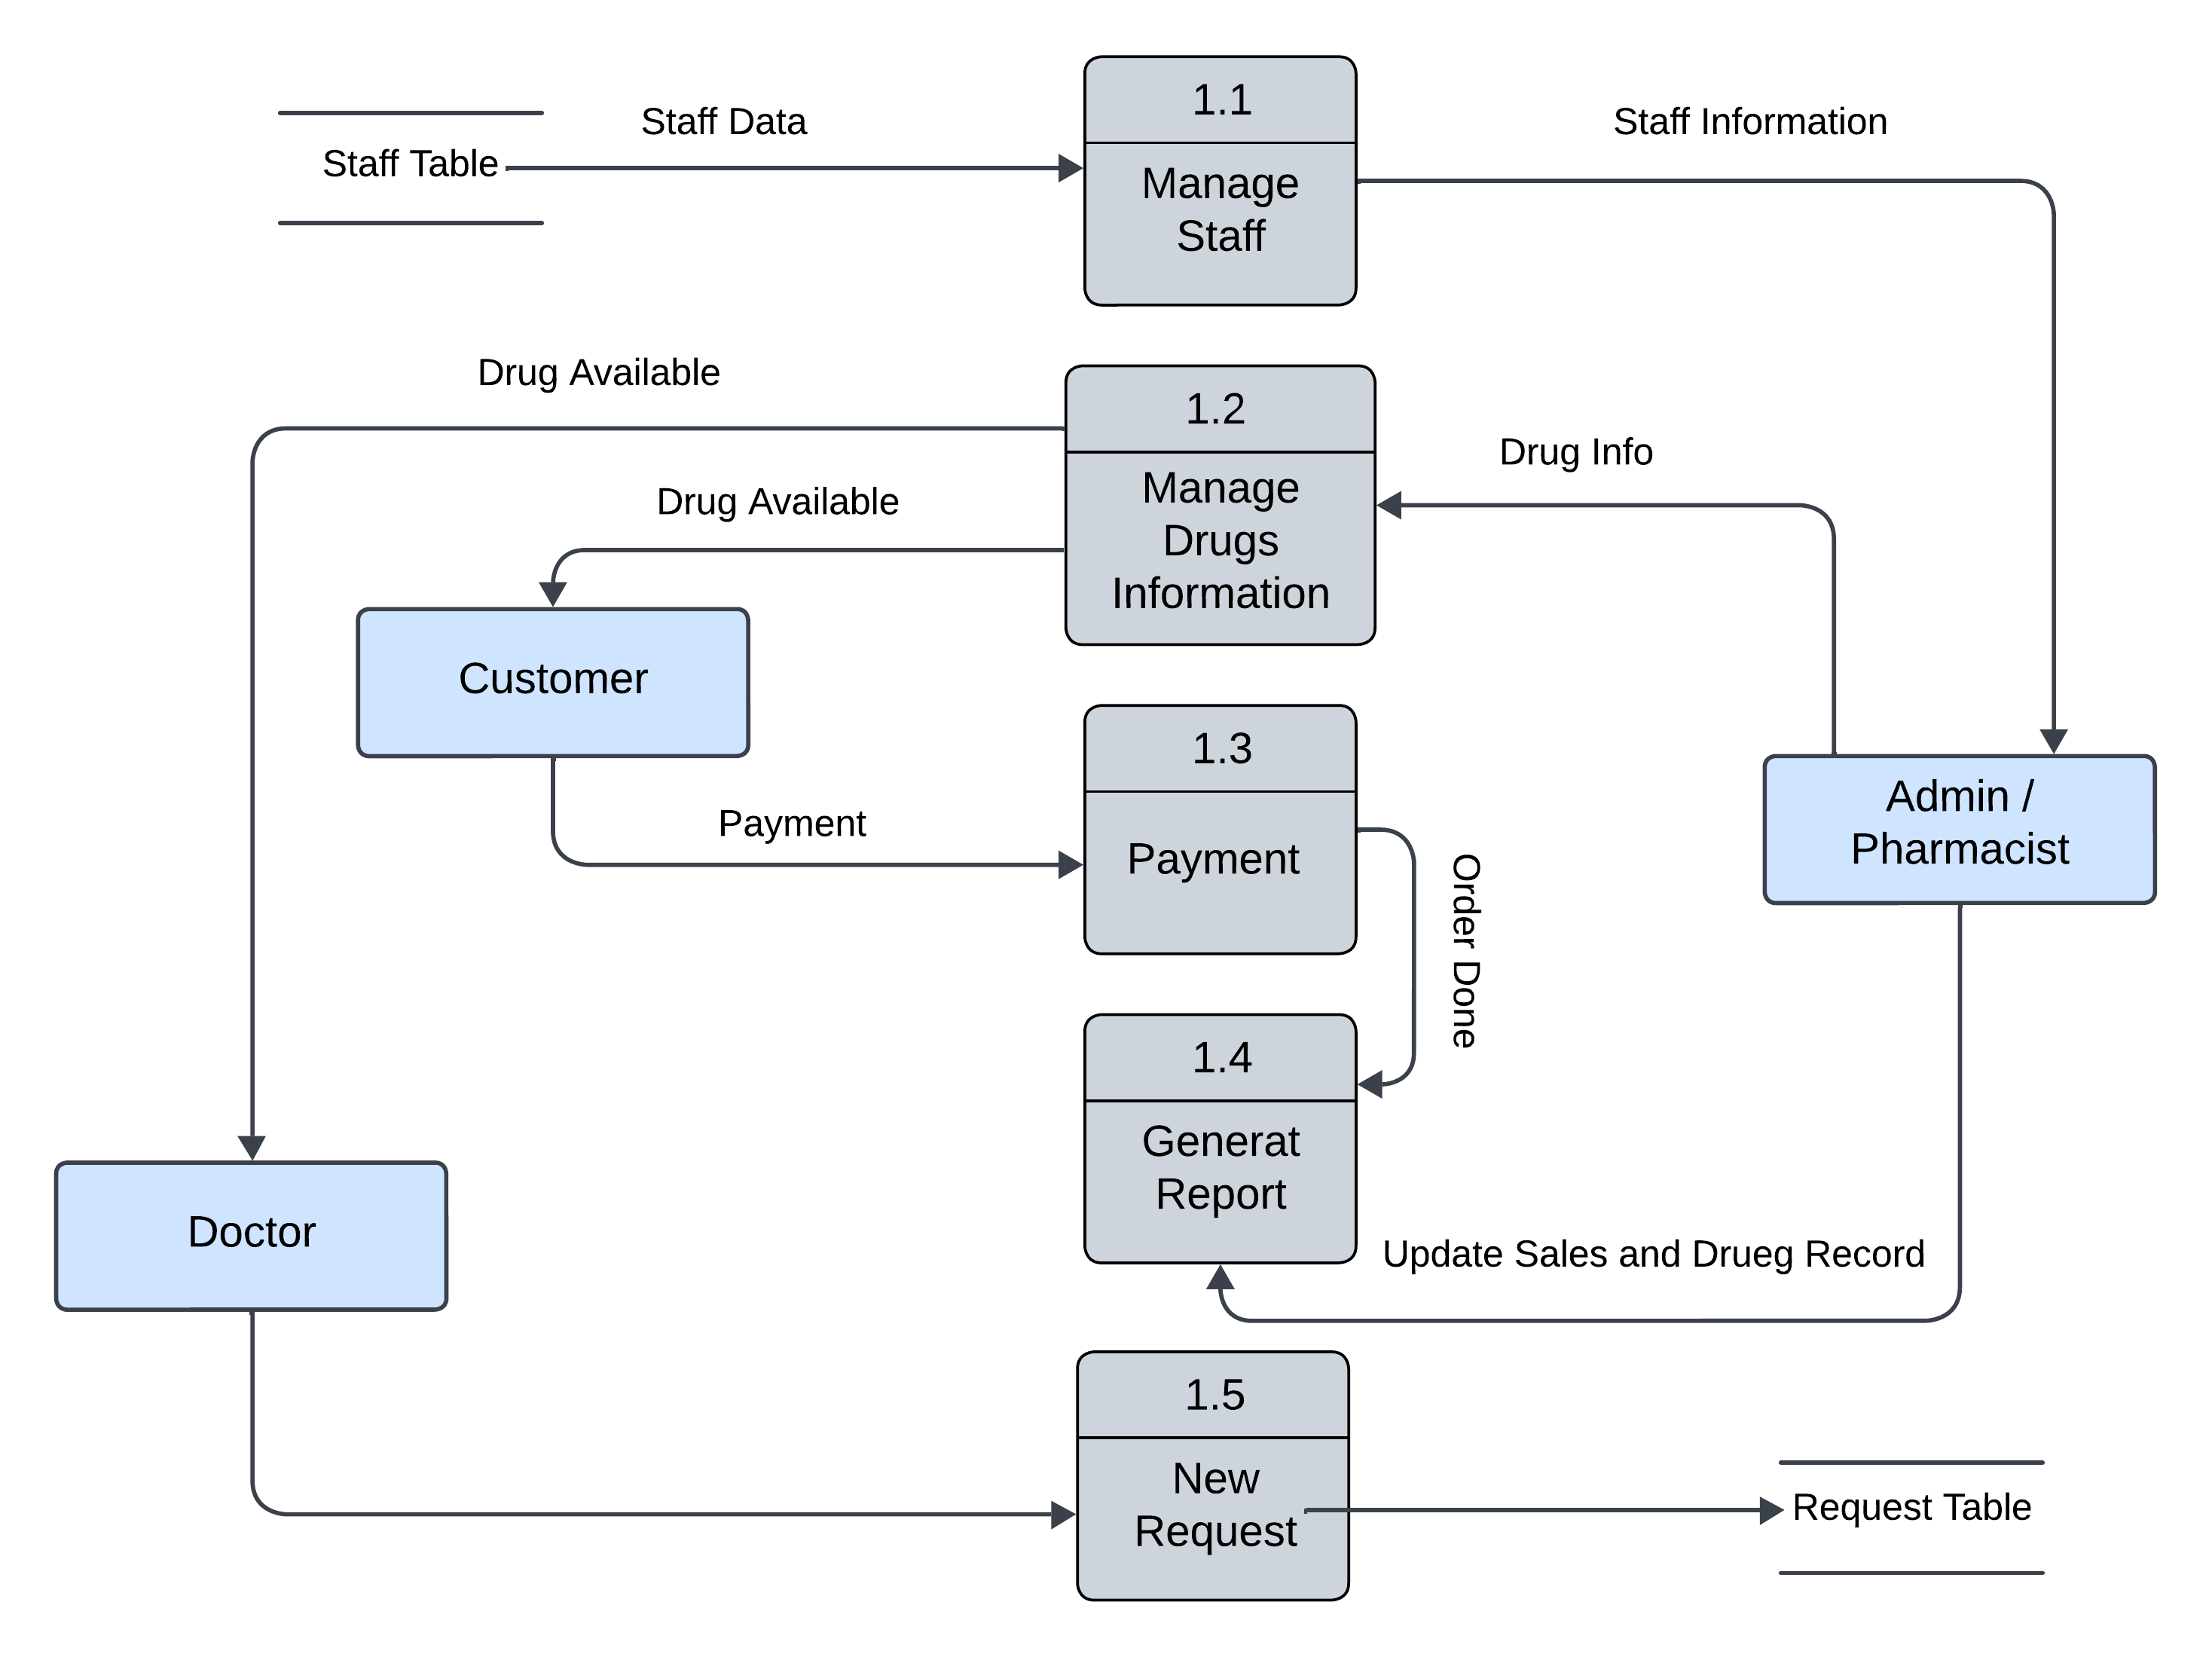 1.1
Staff Data
Staff Information
Staff Table
Manage
Staff
Drug Available
1.2
Drug Info
Drug Available
Manage
Drugs
Information
Customer
1.3
Admin /
Pharmacist
Payment
Payment
Order Done
1.4
Generat
Report
Doctor
Update Sales and Drueg Record
1.5
New
Request
Request Table